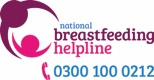 national
breastfeeding
helpline
0300 100 0212